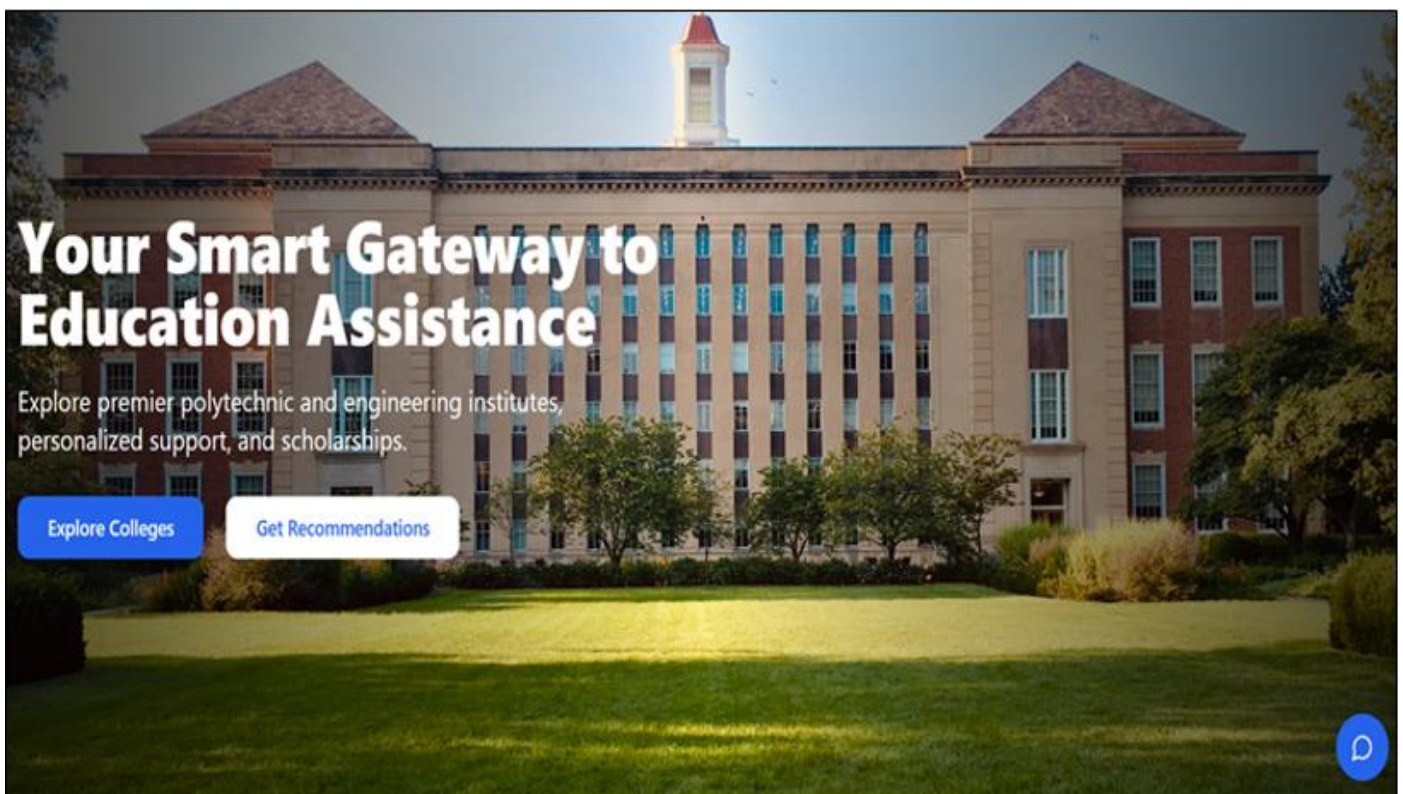 Your Smart Gateway to
Education Assistance
Explore premier polytechnic and engineering institutes,
personalized support, and scholarships.
Explore Colleges
Get Recommendations